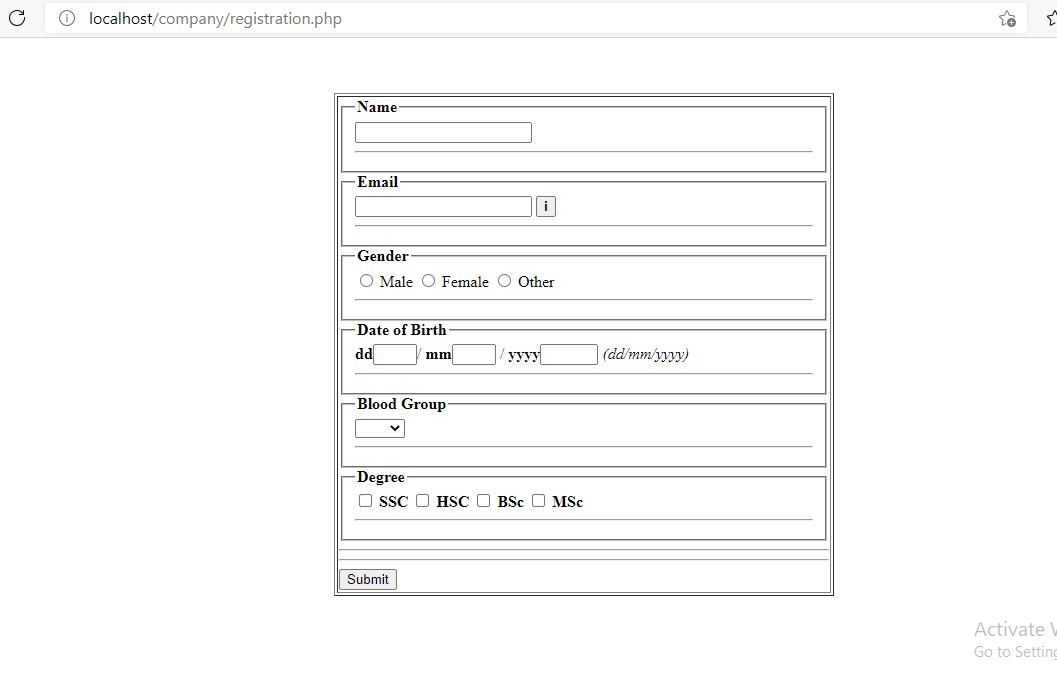 localhost/company/registration.php
Name
Email
i
Gender
Male Female Other
Date of Birth
dd / mm / yyyy (dd/mm/yyyy)
Blood Group
Degree
SSC HSC BSc MSc
Submit
Activate
Go to Setting